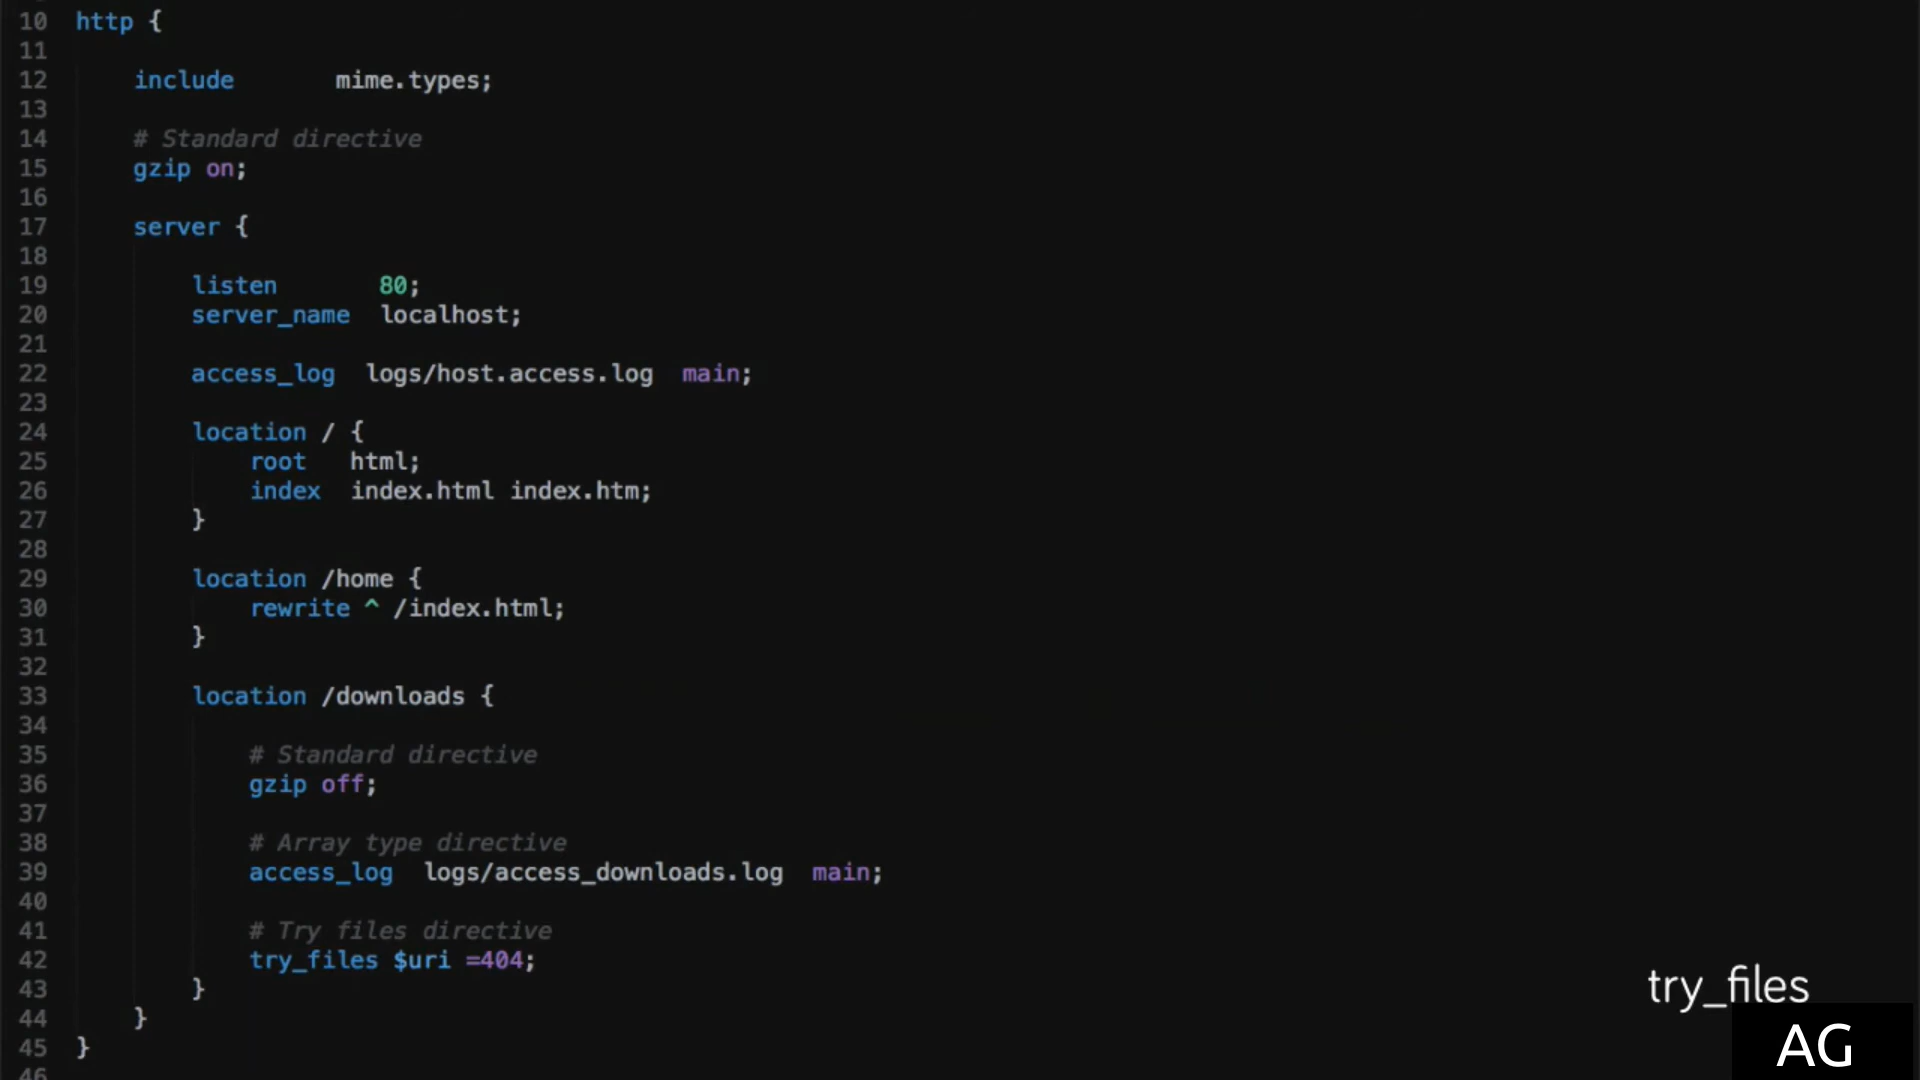 10 http {
11
12     include       mime.types;
13
14     # Standard directive
15     gzip on;
16
17     server {
18
19         listen       80;
20         server_name  localhost;
21
22         access_log  logs/host.access.log  main;
23
24         location / {
25             root   html;
26             index  index.html index.htm;
27         }
28
29         location /home {
30             rewrite ^ /index.html;
31         }
32
33         location /downloads {
34
35             # Standard directive
36             gzip off;
37
38             # Array type directive
39             access_log  logs/access_downloads.log  main;
40
41             # Try files directive
42             try_files $uri =404;
43         }
44     }
45 }
46
try_files
AG